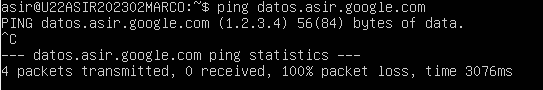 asir@U22ASIR202302MARCO:~$ ping datos.asir.google.com
PING datos.asir.google.com (1.2.3.4) 56(84) bytes of data.
^C
--- datos.asir.google.com ping statistics ---
4 packets transmitted, 0 received, 100% packet loss, time 3076ms